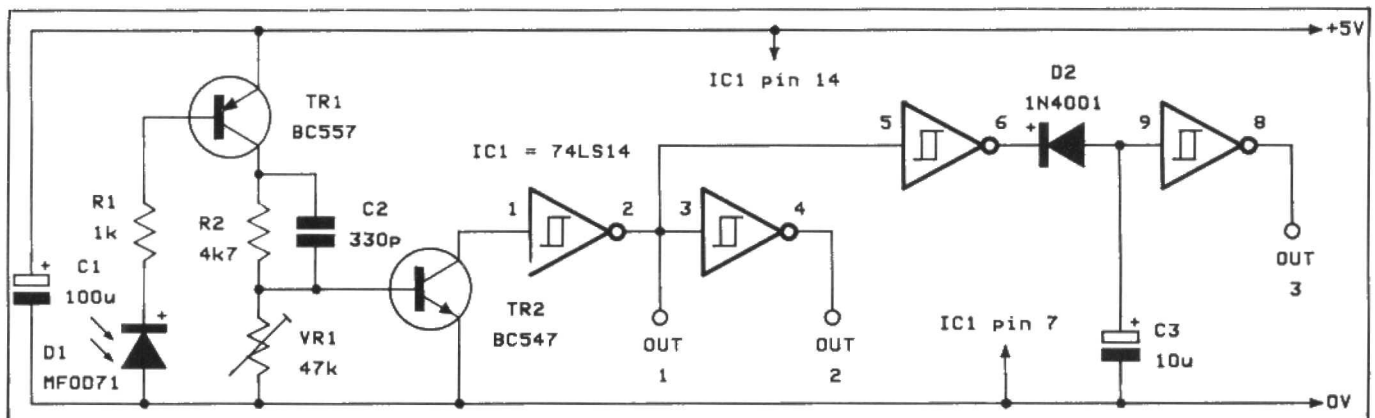 +5V
IC1 pin 14
D2
1N4001
TR1
BC557
5
6
+
9
8
IC1 = 74LS14
R1
1k
R2
4k7
C2
330p
1
2
3
4
+
C1
100u
+
D1
MFOD71
VR1
47k
TR2
BC547
OUT
1
OUT
2
IC1 pin 7
+
C3
10u
OUT
3
0V